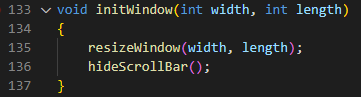 133 void initWindow(int width, int length)
134 {
135     resizeWindow(width, length);
136     hideScrollBar();
137 }